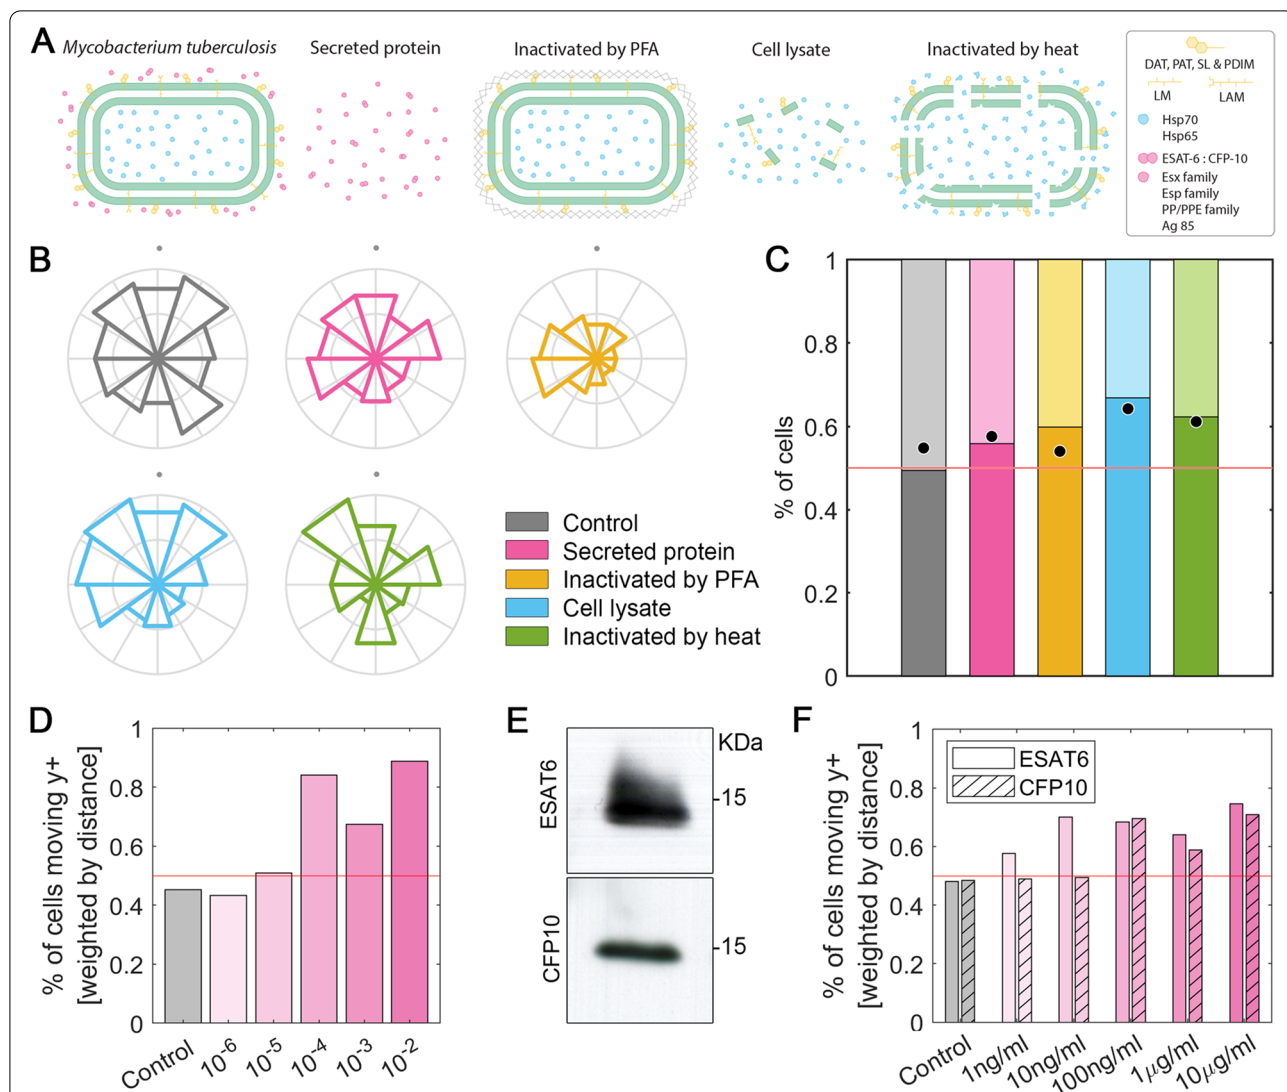 A
Mycobacterium tuberculosis
Secreted protein
Inactivated by PFA
Cell lysate
Inactivated by heat
DAT, PAT, SL & PDIM
LM
LAM
Hsp70
Hsp65
ESAT-6 : CFP-10
Esx family
Esp family
PP/PPE family
Ag 85
B
Control
Secreted protein
Inactivated by PFA
Cell lysate
Inactivated by heat
C
% of cells
1
0.8
0.6
0.4
0.2
0
D
% of cells moving y+
[weighted by distance]
1
0.8
0.6
0.4
0.2
0
Control
10-6
10-5
10-4
10-3
10-2
E
KDa
ESAT6
-15
CFP10
-15
F
% of cells moving y+
[weighted by distance]
1
0.8
0.6
0.4
0.2
0
ESAT6
CFP10
Control
1ng/ml
10ng/ml
100ng/ml
1μg/ml
10μg/ml